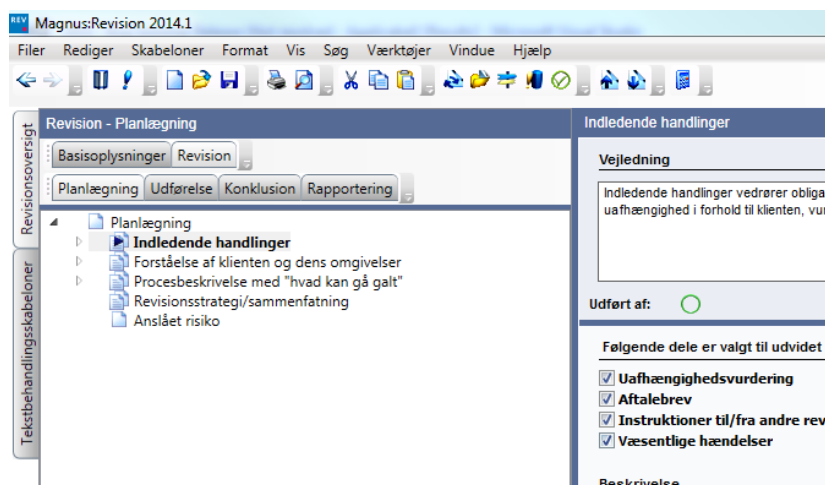 REV Magnus:Revision 2014.1
Filer Rediger Skabeloner Format Vis Søg Værktøjer Vindue Hjælp
Revisionsoversigt
Tekstbehandlingsskabeloner
Revision - Planlægning
Basisoplysninger Revision
Planlægning Udførelse Konklusion Rapportering
Planlægning
Indledende handlinger
Forståelse af klienten og dens omgivelser
Procesbeskrivelse med "hvad kan gå galt"
Revisionsstrategi/sammenfatning
Anslået risiko
Indledende handlinger
Vejledning
Indledende handlinger vedrører obliga
uafhængighed i forhold til klienten, vur
Udført af:
Følgende dele er valgt til udvidet
Uafhængighedsvurdering
Aftalebrev
Instruktioner til/fra andre rev
Væsentlige hændelser
Beskrivelse